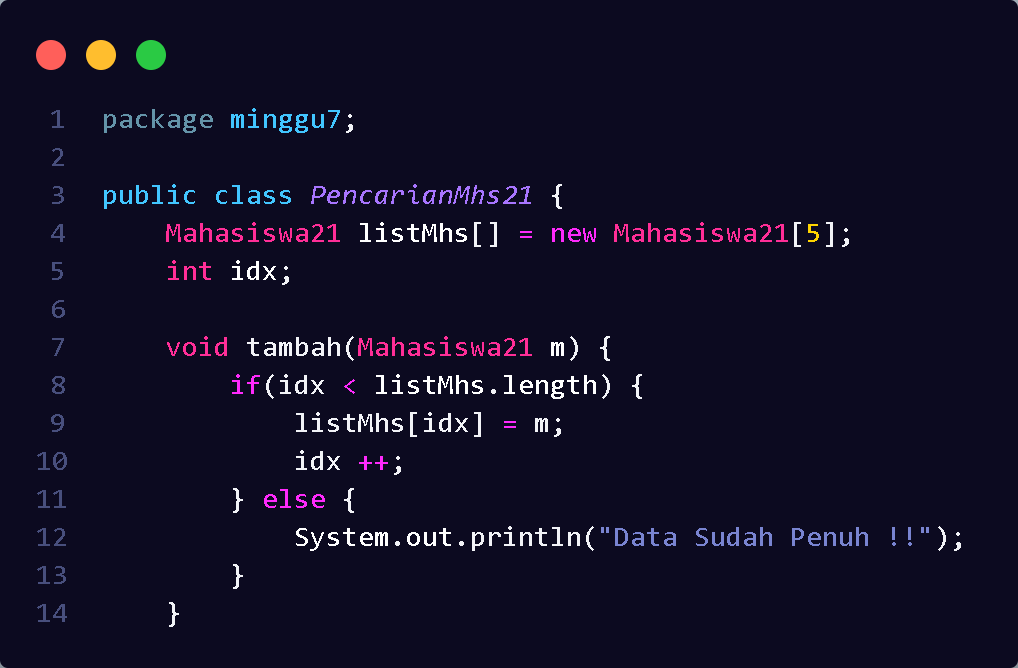 1 package minggu7;
2
3 public class PencarianMhs21 {
4     Mahasiswa21 listMhs[] = new Mahasiswa21[5];
5     int idx;
6
7     void tambah(Mahasiswa21 m) {
8         if(idx < listMhs.length) {
9             listMhs[idx] = m;
10             idx ++;
11         } else {
12             System.out.println("Data Sudah Penuh !!");
13         }
14     }